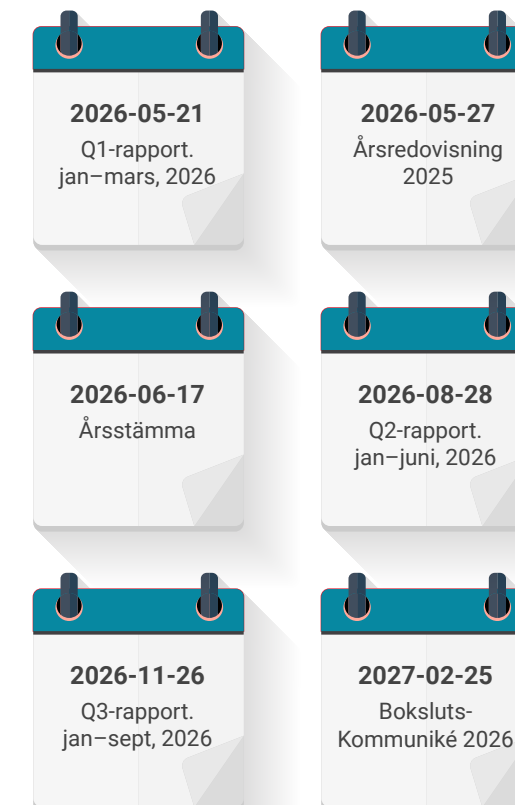 2026-05-21
Q1-rapport.
jan–mars, 2026
2026-05-27
Årsredovisning
2025
2026-06-17
Årsstämma
2026-08-28
Q2-rapport.
jan–juni, 2026
2026-11-26
Q3-rapport.
jan–sept, 2026
2027-02-25
Boksluts-
Kommuniké 2026